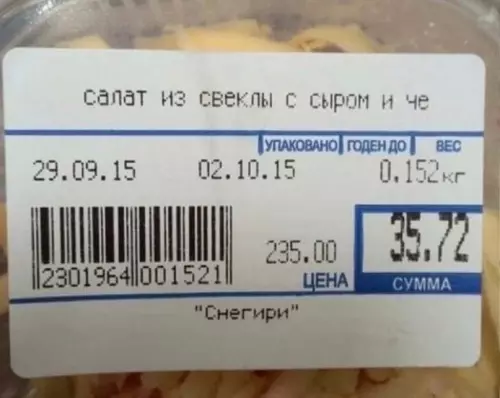 салат из свеклы с сыром и че
УПАКОВАНО ГОДЕН ДО ВЕС
29.09.15 02.10.15 0.152кг
235.00 35.72
2301964 001521 ЦЕНА СУММА
"Снегири"